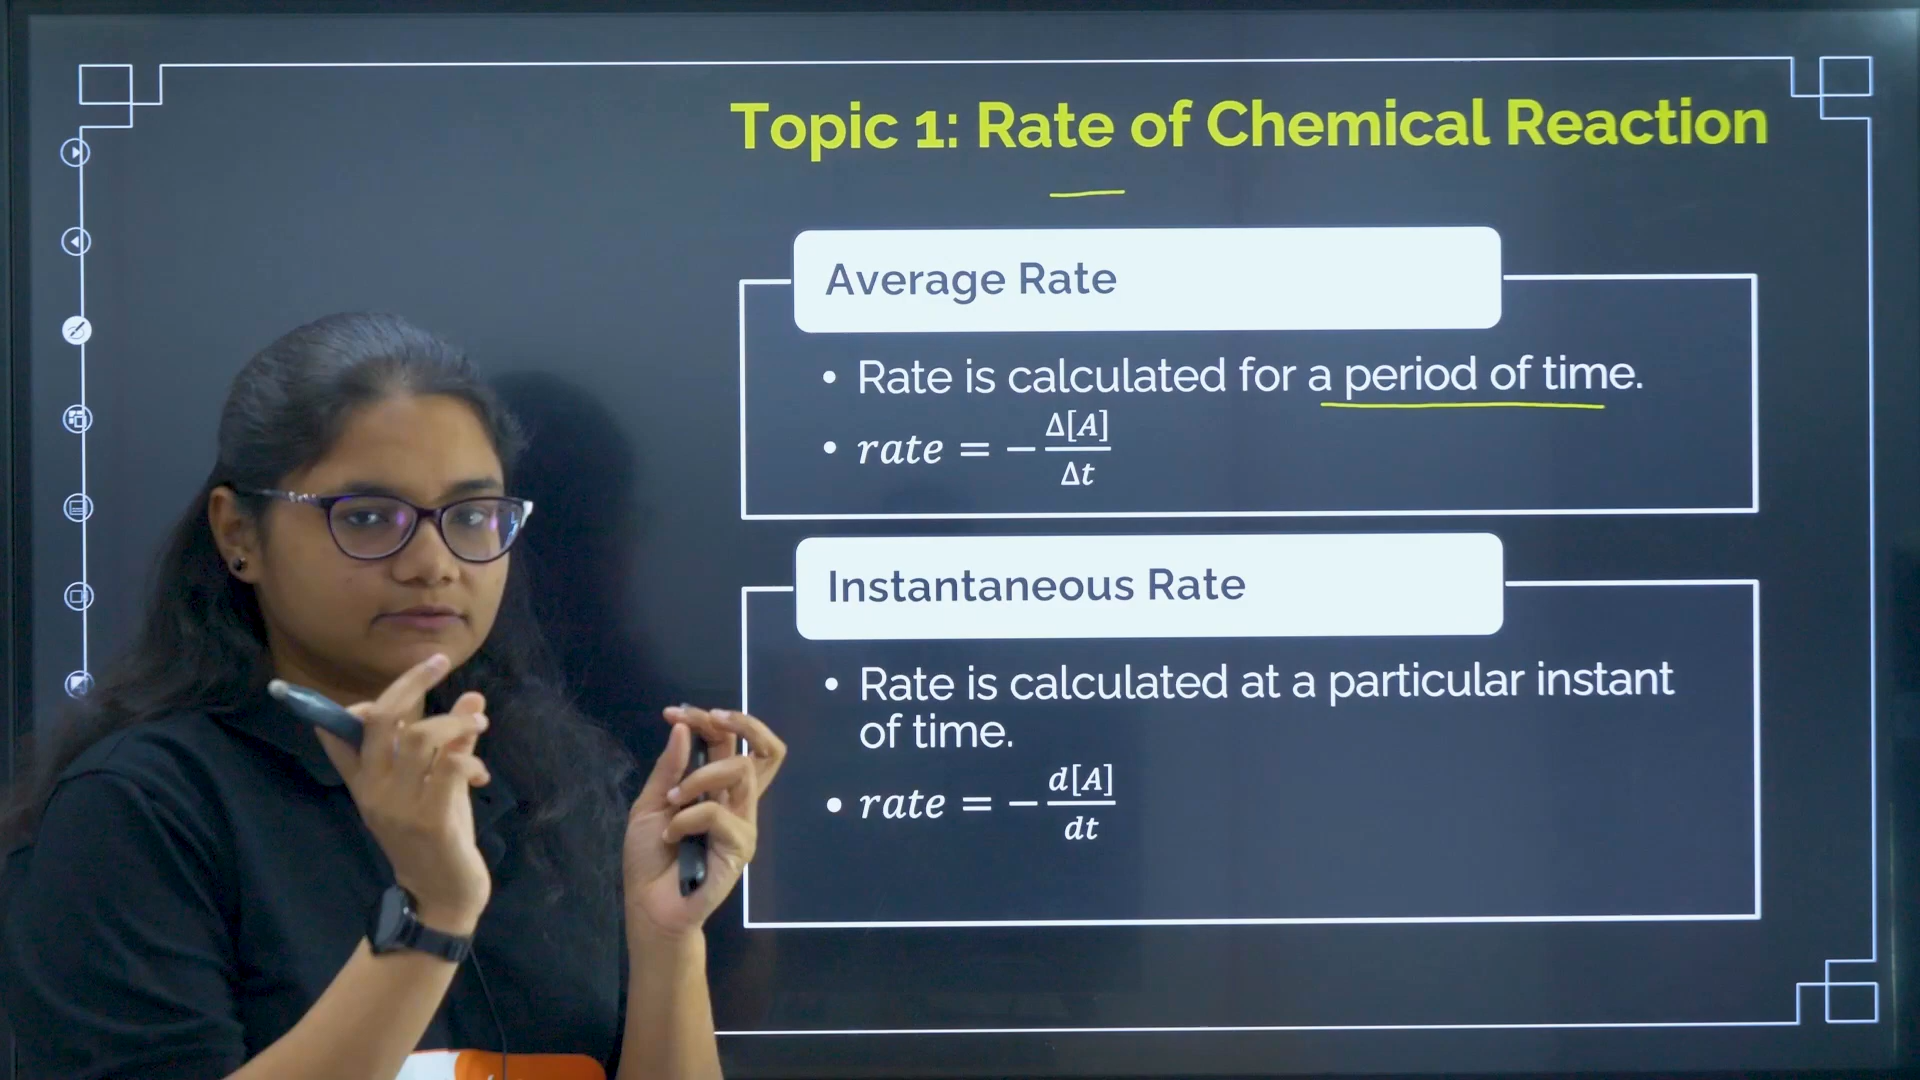 Topic 1: Rate of Chemical Reaction
Average Rate
• Rate is calculated for a period of time.
• rate = − Δ[A] / Δt
Instantaneous Rate
• Rate is calculated at a particular instant
of time.
• rate = − d[A] / dt